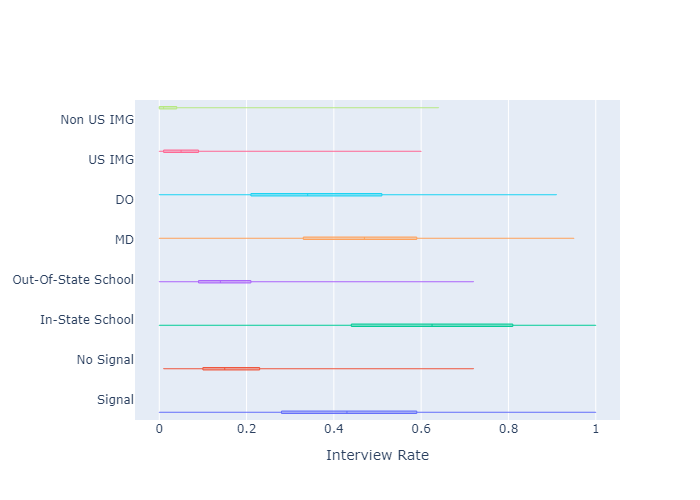 Non US IMG
US IMG
DO
MD
Out-Of-State School
In-State School
No Signal
Signal
0 0.2 0.4 0.6 0.8 1
Interview Rate